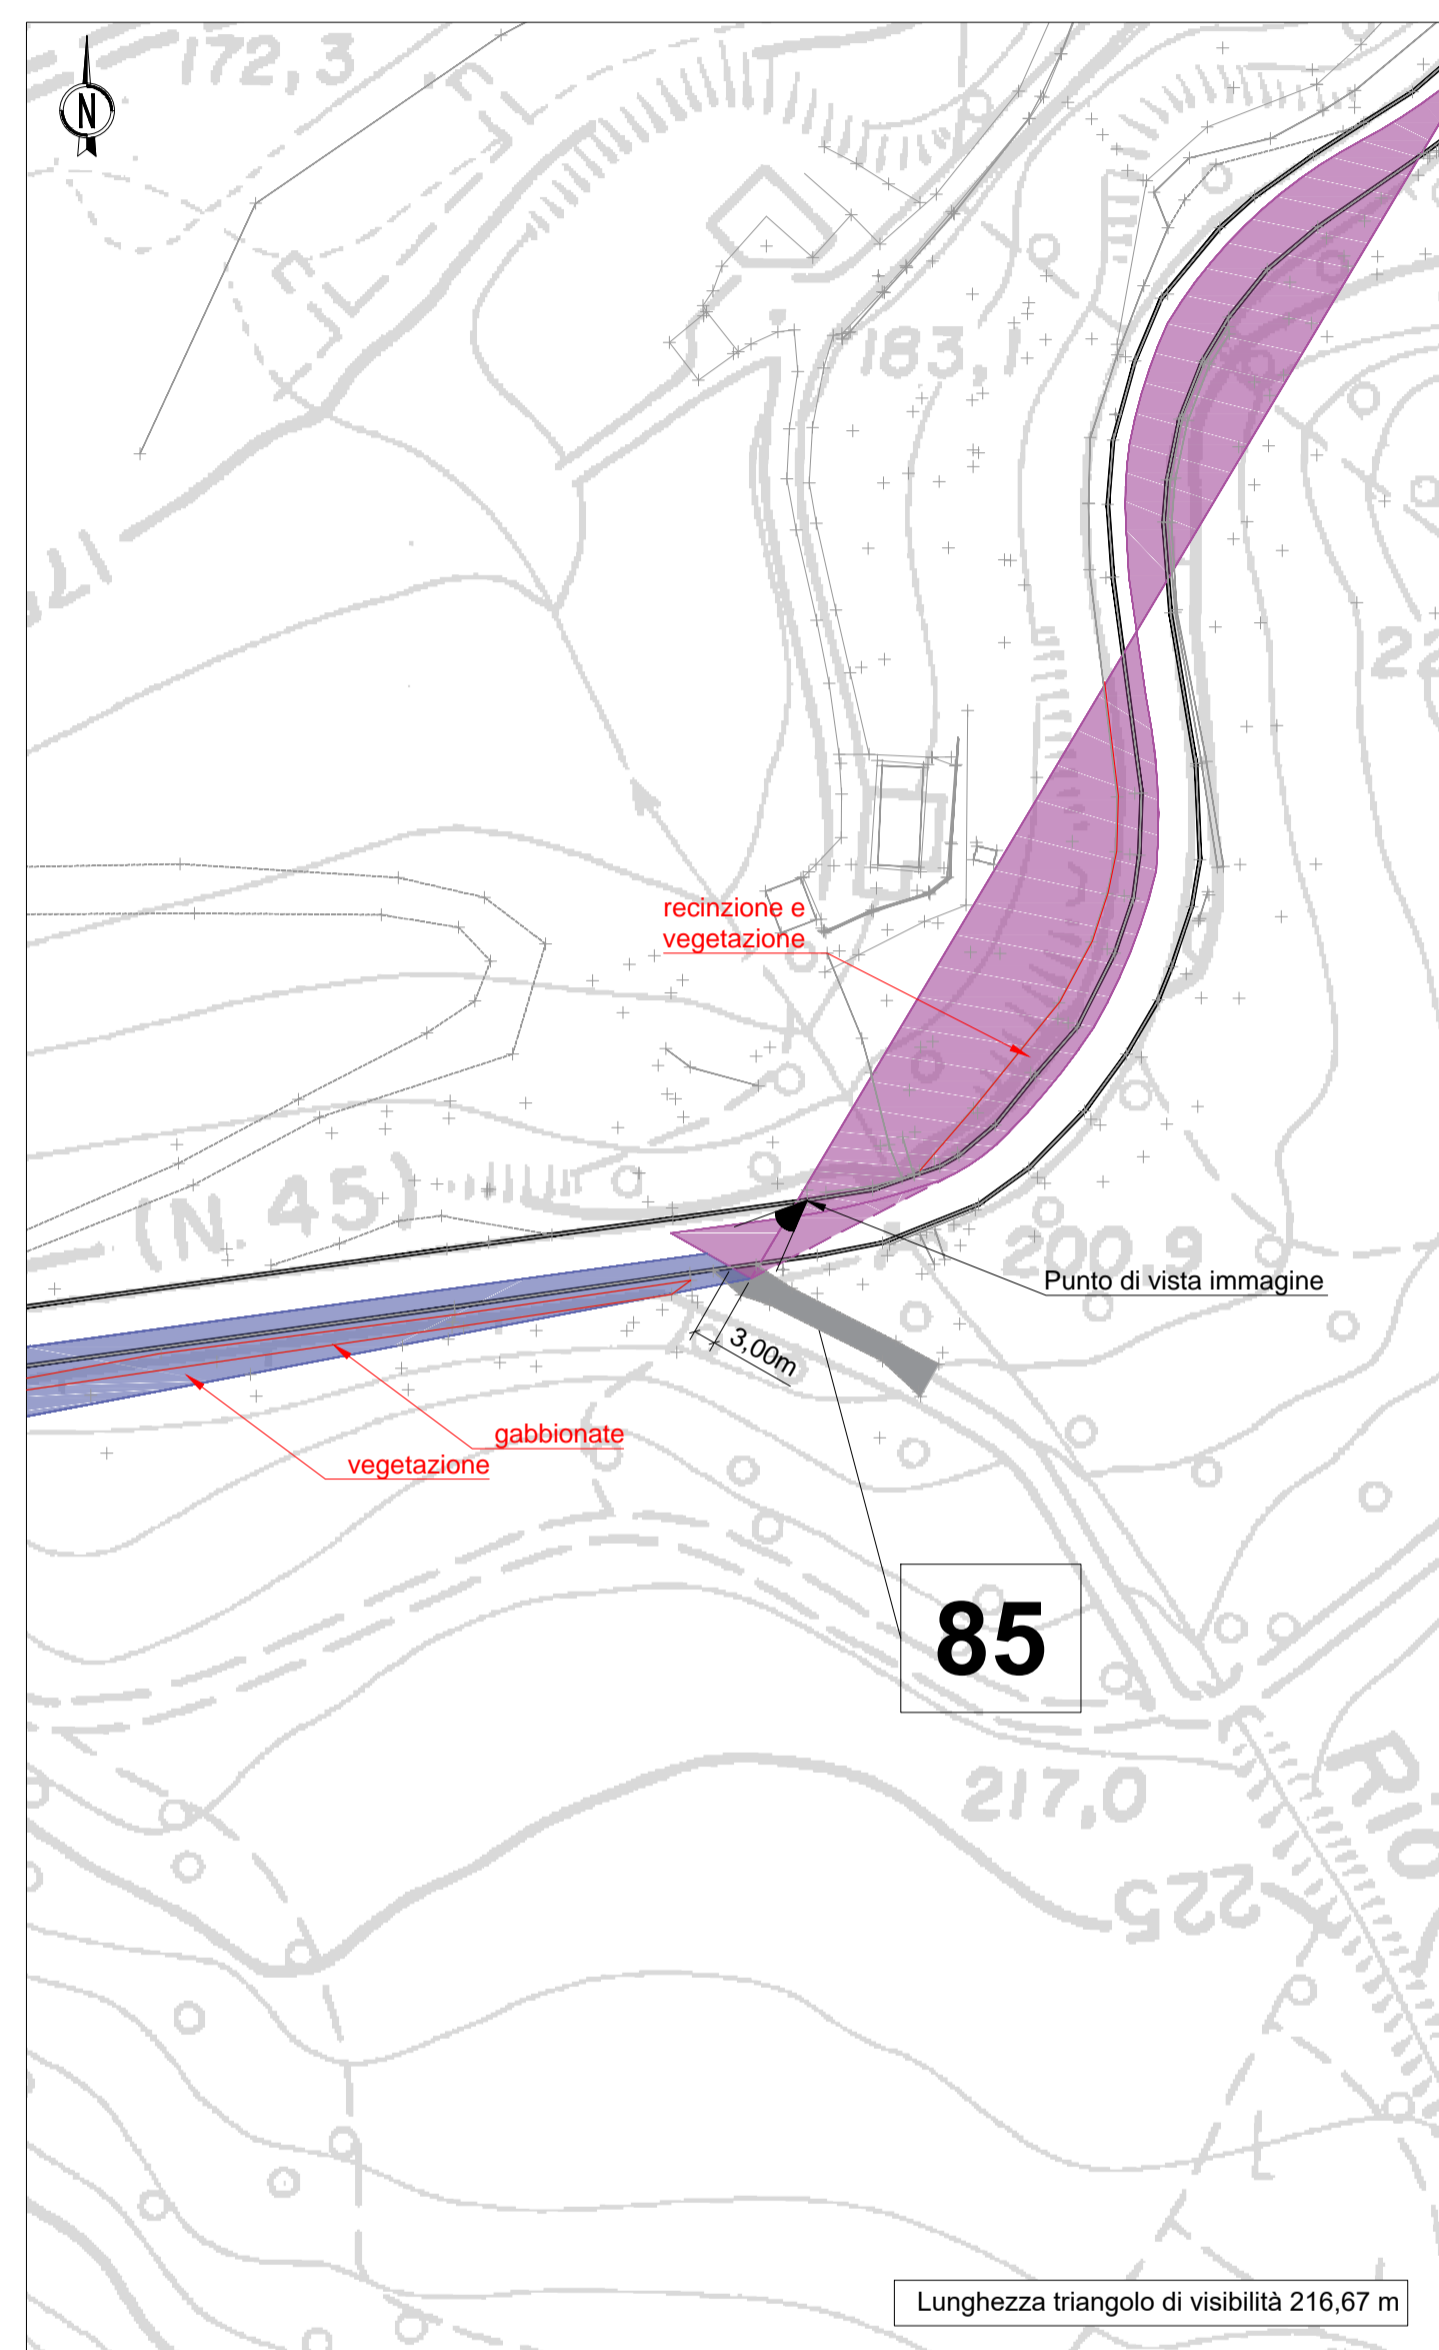 N
172,3
183,1
recinzione e
vegetazione
(N. 45)
200,9
Punto di vista immagine
3,00m
gabbionate
vegetazione
85
217,0
225
Lunghezza triangolo di visibilità 216,67 m